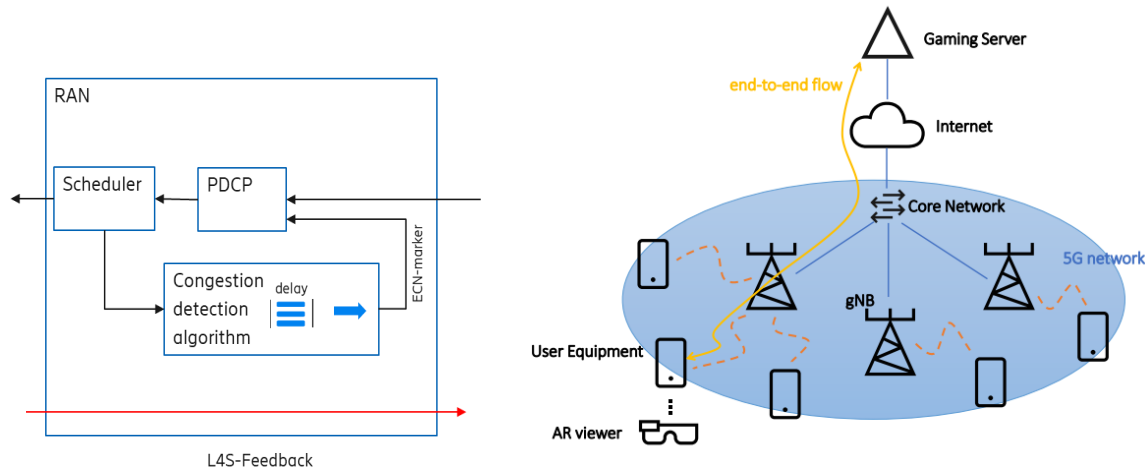 RAN
Scheduler
PDCP
Congestion
detection
algorithm
delay
ECN-marker
L4S-Feedback
Gaming Server
end-to-end flow
Internet
Core Network
5G network
gNB
User Equipment
AR viewer